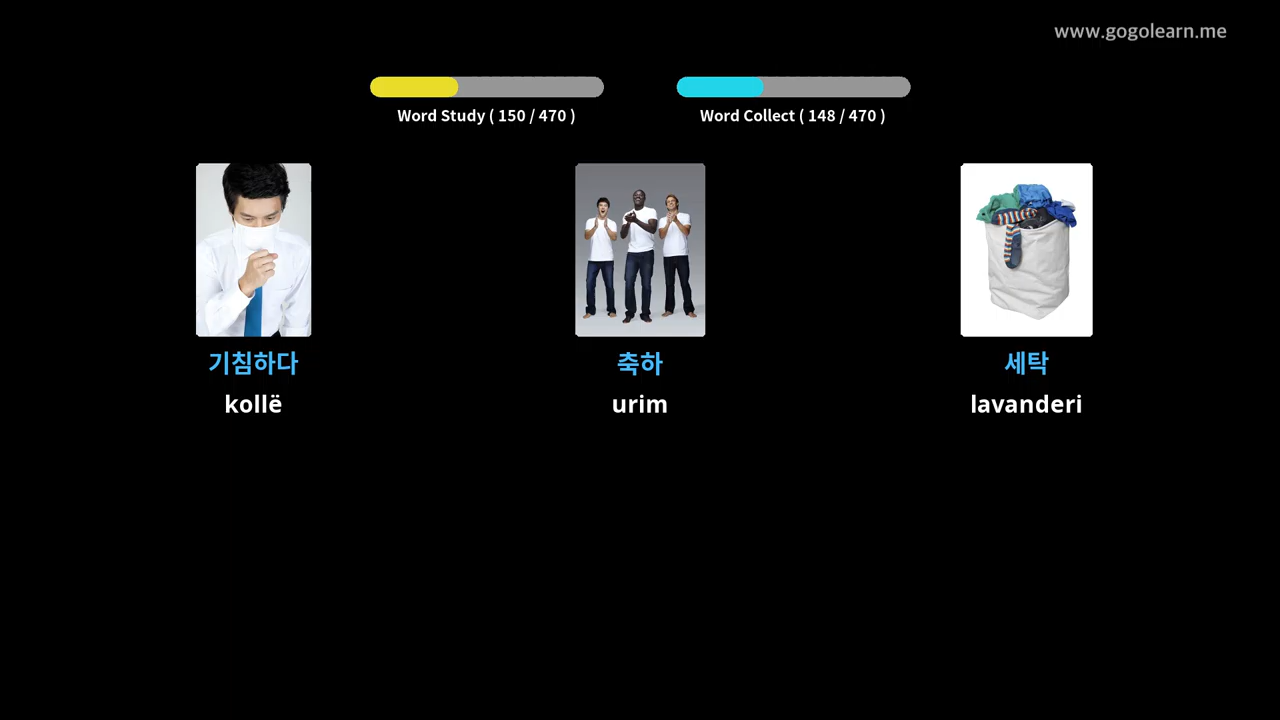 www.gogolearn.me
Word Study ( 150 / 470 )
Word Collect ( 148 / 470 )
기침하다
축하
세탁
kollë
urim
lavanderi